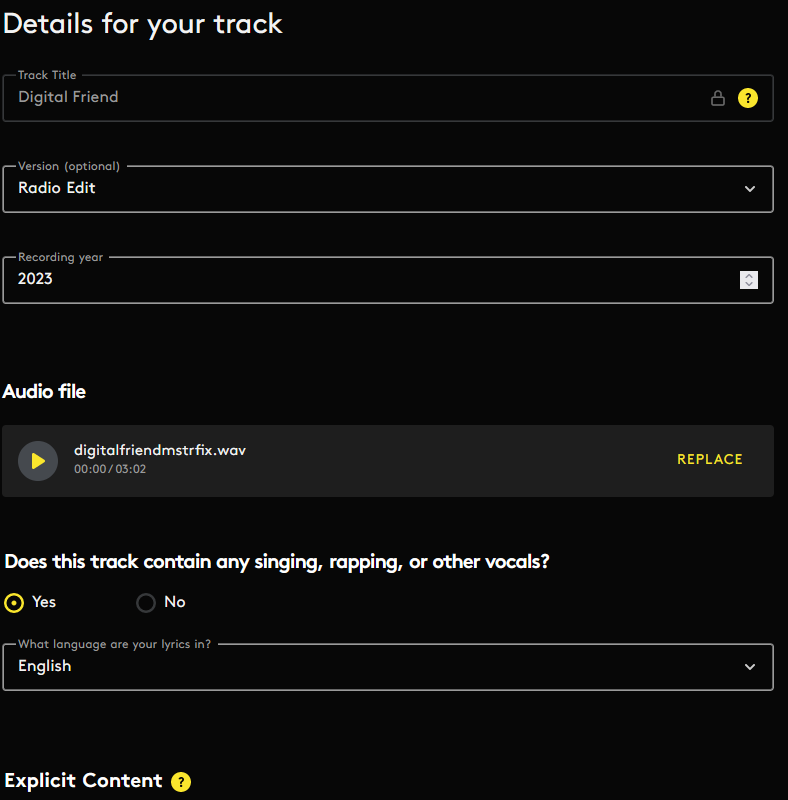 Details for your track
Track Title
Digital Friend
?
Version (optional)
Radio Edit
Recording year
2023
Audio file
digitalfriendmstrfix.wav
00:00 / 03:02
REPLACE
Does this track contain any singing, rapping, or other vocals?
Yes No
What language are your lyrics in?
English
Explicit Content ?